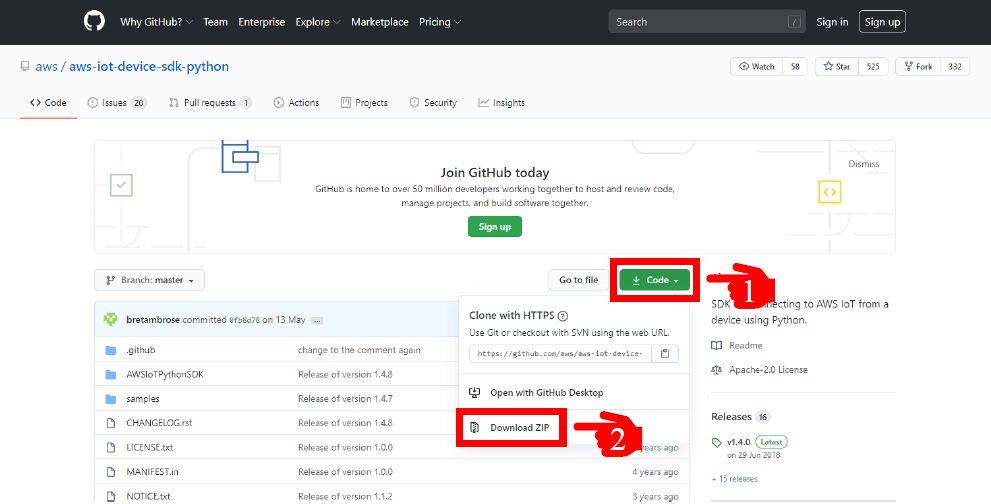 Why GitHub? Team Enterprise Explore Marketplace Pricing Search / Sign in Sign up
aws / aws-iot-device-sdk-python Watch 58 Star 525 Fork 332
Code Issues 20 Pull requests 1 Actions Projects Security Insights
Join GitHub today
Dismiss
GitHub is home to over 50 million developers working together to host and review code,
manage projects, and build software together.
Sign up
Branch: master Go to file Code
1
bretambrose committed 0fb8d78 on 13 May ...
.github change to the comment again
AWSIoTPythonSDK Release of version 1.4.8
samples Release of version 1.4.7
CHANGELOG.rst Release of version 1.4.8
LICENSE.txt Release of version 1.0.0 years ago
MANIFEST.in Release of version 1.0.0 4 years ago
NOTICE.txt Release of version 1.1.2 3 years ago
Clone with HTTPS ?
Use Git or checkout with SVN using the web URL.
https://github.com/aws/aws-iot-device-
Open with GitHub Desktop
Download ZIP
2
SDK connecting to AWS IoT from a
device using Python.
Readme
Apache-2.0 License
Releases 16
v1.4.0 Latest
on 29 Jun 2018
+ 15 releases